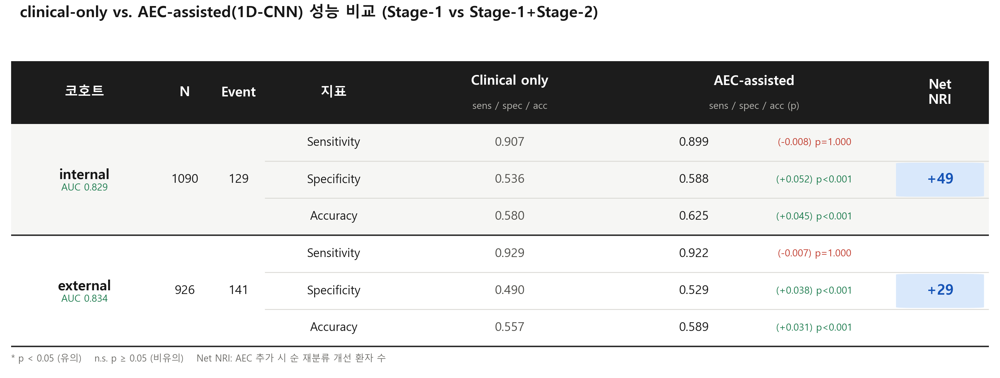 clinical-only vs. AEC-assisted(1D-CNN) 성능 비교 (Stage-1 vs Stage-1+Stage-2)
코호트 N Event 지표 Clinical only AEC-assisted Net NRI
sens / spec / acc sens / spec / acc (p)
Sensitivity 0.907 0.899 (-0.008) p=1.000
internal 1090 129 Specificity 0.536 0.588 (+0.052) p<0.001 +49
AUC 0.829
Accuracy 0.580 0.625 (+0.045) p<0.001
Sensitivity 0.929 0.922 (-0.007) p=1.000
external 926 141 Specificity 0.490 0.529 (+0.038) p<0.001 +29
AUC 0.834
Accuracy 0.557 0.589 (+0.031) p<0.001
* p < 0.05 (유의) n.s. p ≥ 0.05 (비유의) Net NRI: AEC 추가 시 순 재분류 개선 환자 수